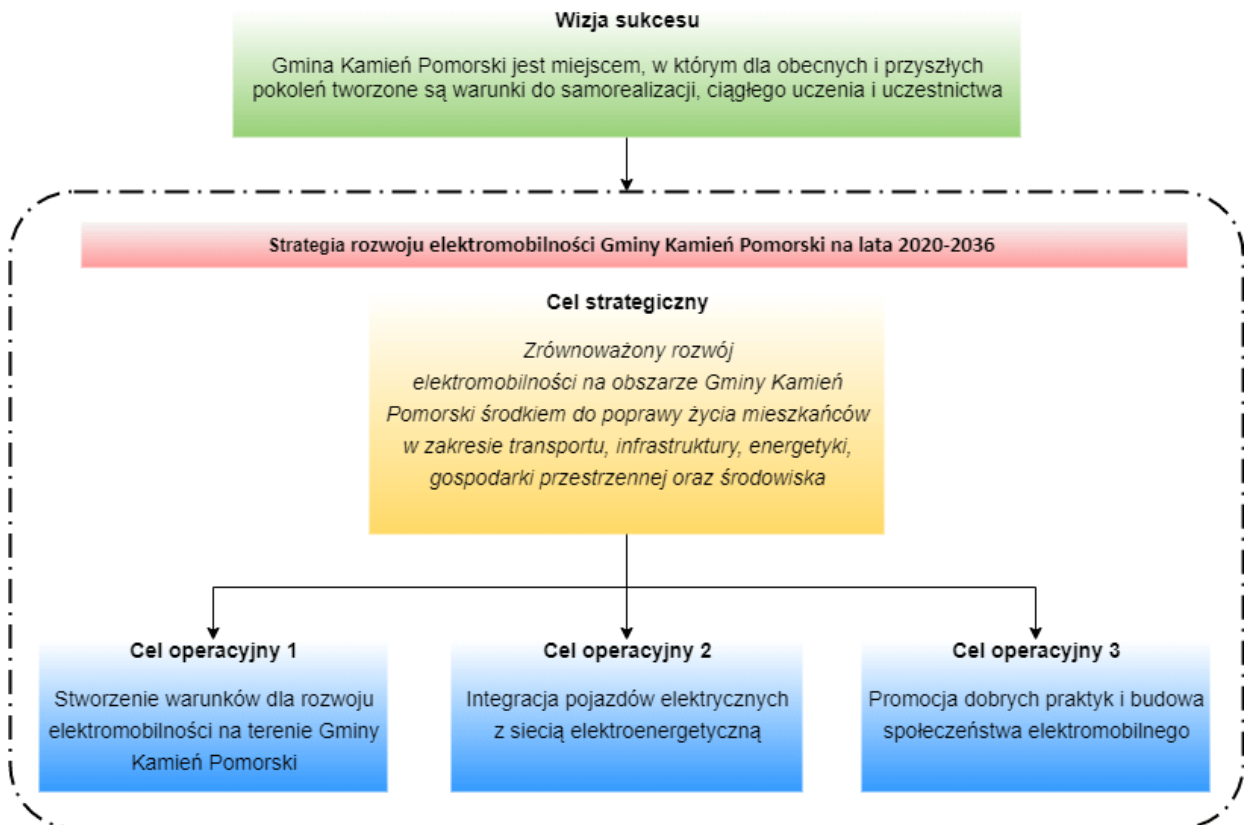 Wizja sukcesu
Gmina Kamień Pomorski jest miejscem, w którym dla obecnych i przyszłych
pokoleń tworzone są warunki do samorealizacji, ciągłego uczenia i uczestnictwa
Strategia rozwoju elektromobilności Gminy Kamień Pomorski na lata 2020-2036
Cel strategiczny
Zrównoważony rozwój
elektromobilności na obszarze Gminy Kamień
Pomorski środkiem do poprawy życia mieszkańców
w zakresie transportu, infrastruktury, energetyki,
gospodarki przestrzennej oraz środowiska
Cel operacyjny 1
Stworzenie warunków dla rozwoju
elektromobilności na terenie Gminy
Kamień Pomorski
Cel operacyjny 2
Integracja pojazdów elektrycznych
z siecią elektroenergetyczną
Cel operacyjny 3
Promocja dobrych praktyk i budowa
społeczeństwa elektromobilnego